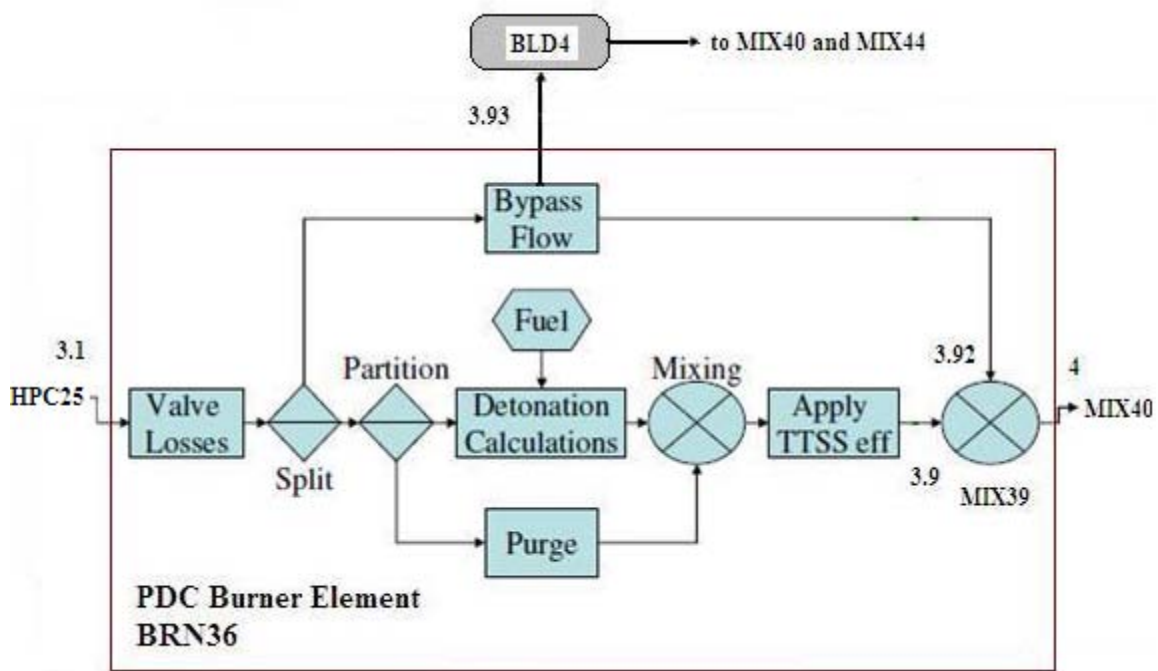 BLD4
to MIX40 and MIX44
3.93
Bypass
Flow
Fuel
3.1
3.92
4
Partition
Mixing
HPC25
MIX40
Valve
Losses
Detonation
Calculations
Apply
TTSS eff
Split
3.9
MIX39
Purge
PDC Burner Element
BRN36